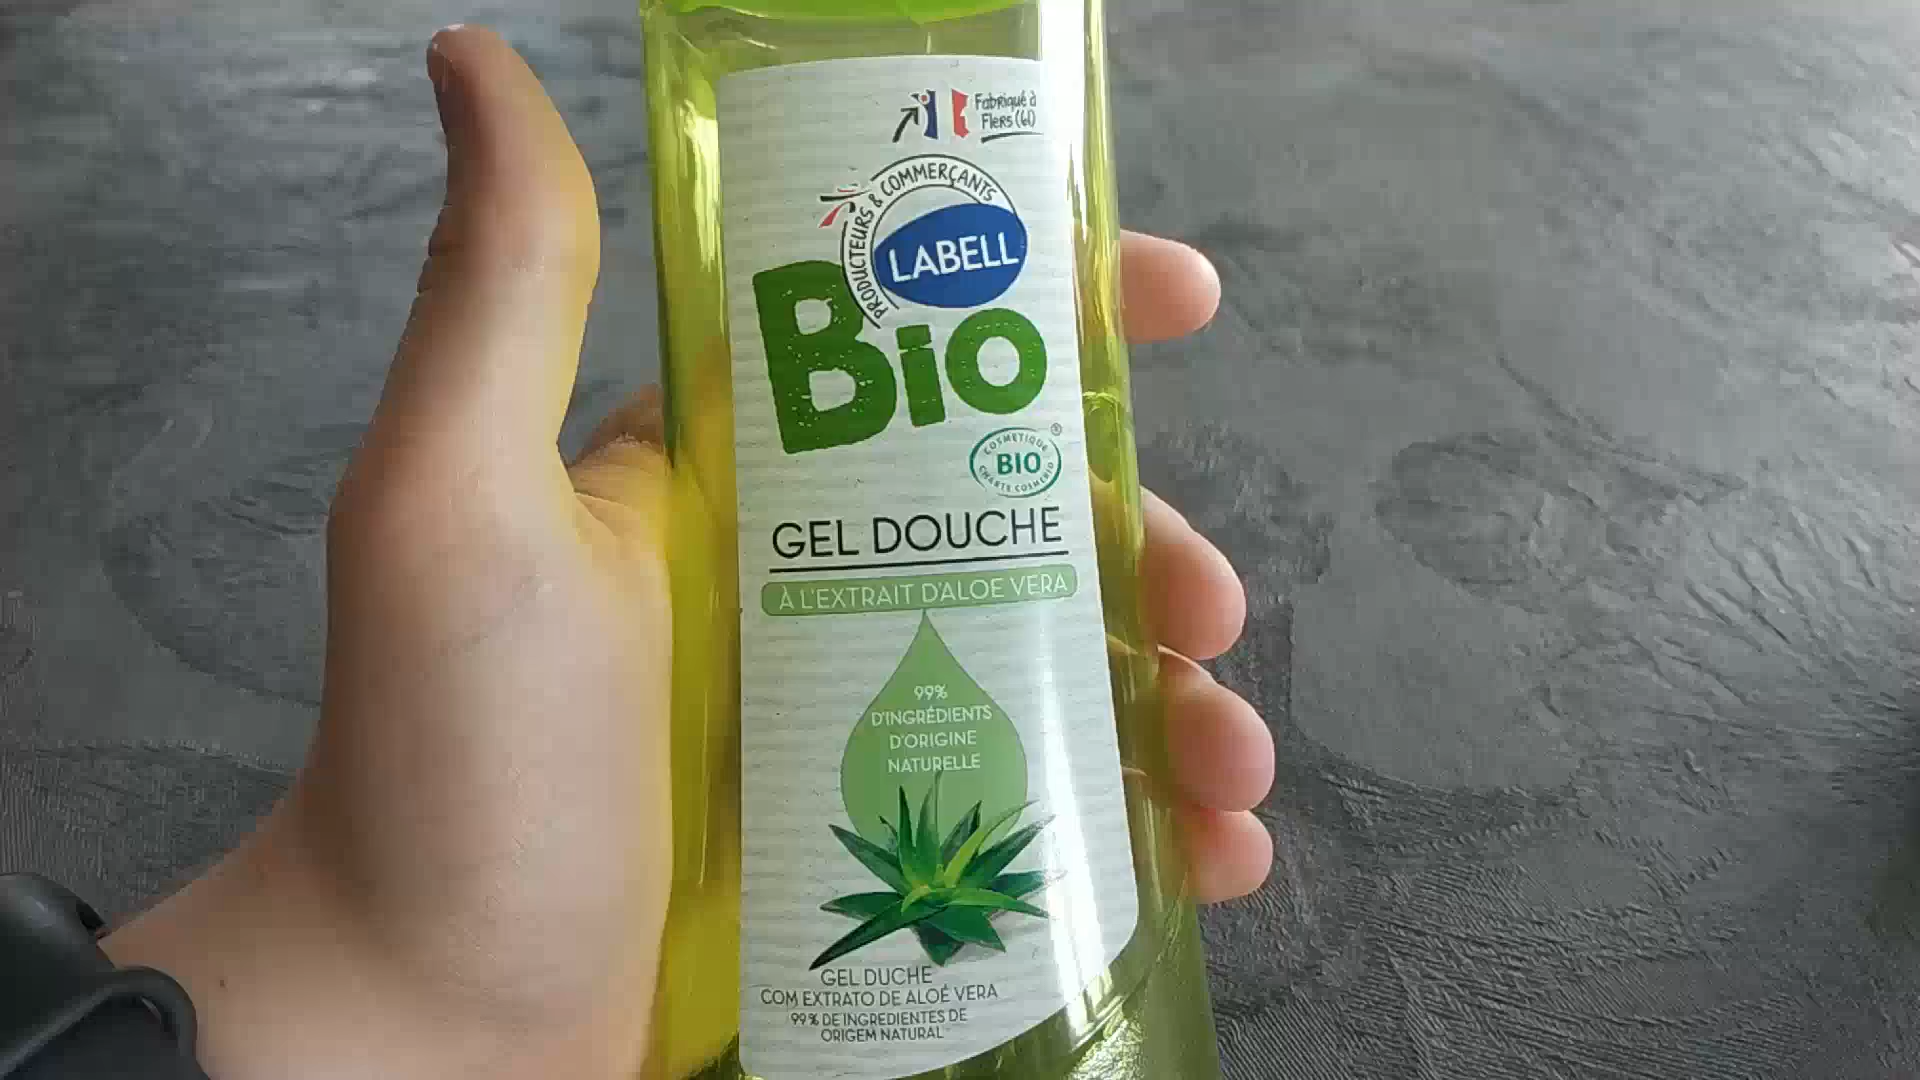 Fabriqué à
Flers (61)
PRODUCTEURS & COMMERÇANTS
LABELL
Bio
COSMETIQUE
BIO
CHARTE COSMEBIO
®
GEL DOUCHE
À L'EXTRAIT D'ALOE VERA
99%
D'INGRÉDIENTS
D'ORIGINE
NATURELLE
GEL DUCHE
COM EXTRATO DE ALOÉ VERA
99% DE INGREDIENTES DE
ORIGEM NATURAL